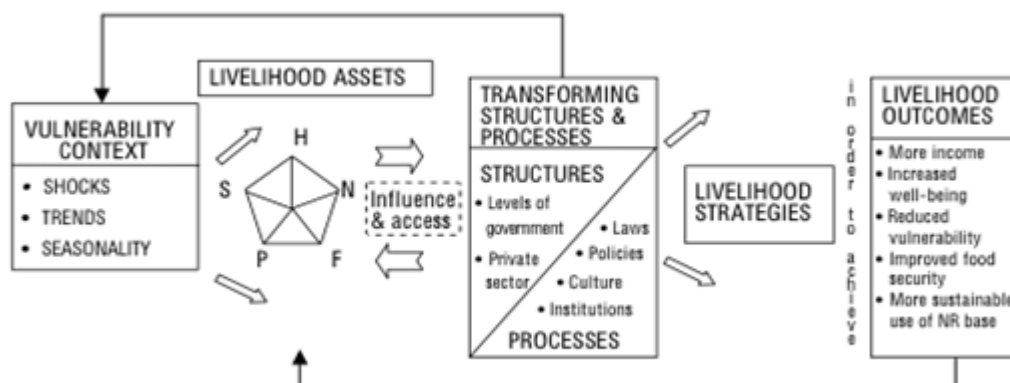 LIVELIHOOD ASSETS
VULNERABILITY
CONTEXT
• SHOCKS
• TRENDS
• SEASONALITY
H
S
N
P
F
Influence
& access
TRANSFORMING
STRUCTURES &
PROCESSES
STRUCTURES
• Levels of
government
• Private
sector
• Laws
• Policies
• Culture
• Institutions
PROCESSES
LIVELIHOOD
STRATEGIES
in order to achieve
LIVELIHOOD
OUTCOMES
• More income
• Increased
well-being
• Reduced
vulnerability
• Improved food
security
• More sustainable
use of NR base